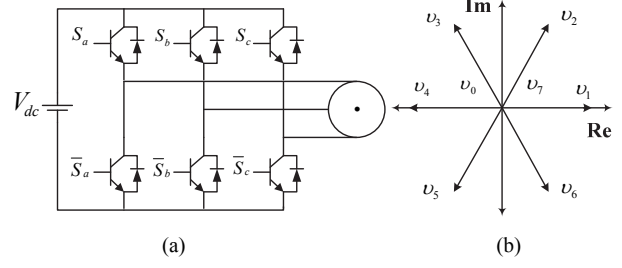 S_a S_b S_c
V_dc
S̅_a S̅_b S̅_c
(a)
Im
υ_3 υ_2
υ_4 υ_0 υ_7 υ_1
Re
υ_5 υ_6
(b)